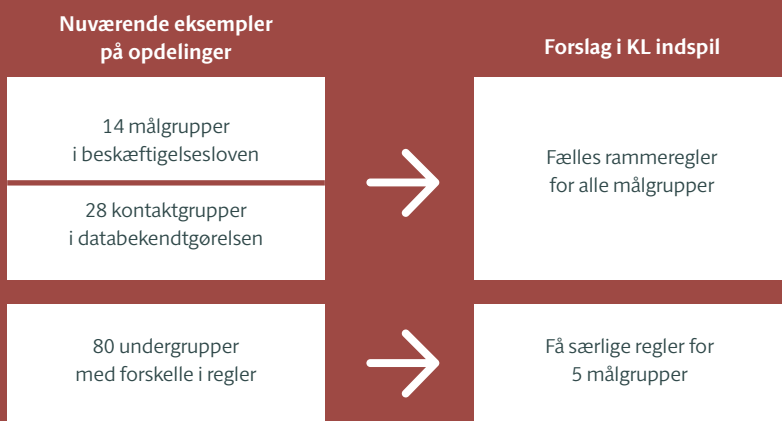 Nuværende eksempler
på opdelinger
Forslag i KL indspil
14 målgrupper
i beskæftigelsesloven
28 kontaktgrupper
i databekendtgørelsen
Fælles rammeregler
for alle målgrupper
80 undergrupper
med forskelle i regler
Få særlige regler for
5 målgrupper